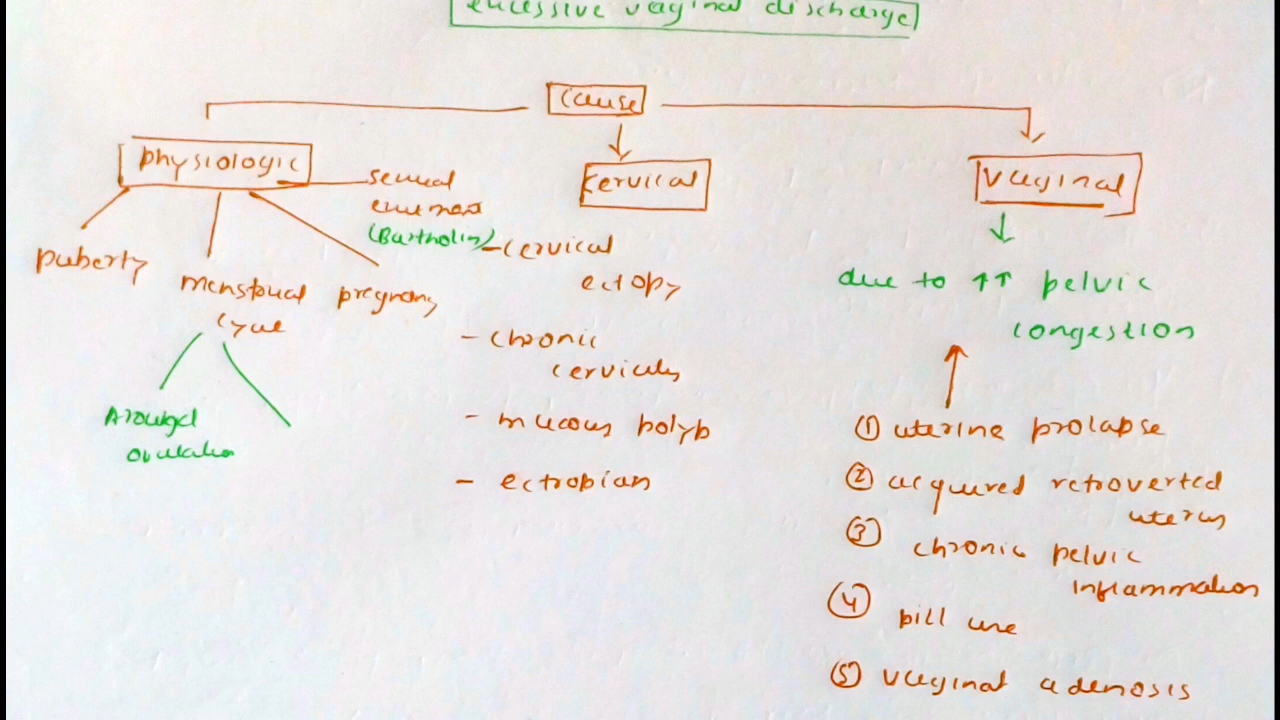 excessive vaginal discharge
cause
physiologic
sexual
(Bartholin)
puberty
menstrual
cycle
pregnancy
Around
ovulation
cervical
- cervical
ectopy
- chronic
cervicitis
- mucous polyp
- ectropian
vaginal
due to ↑↑ pelvic
congestion
① uterine prolapse
② acquired retroverted
uterus
③ chronic pelvic
inflammation
④ pill use
⑤ vaginal adenosis